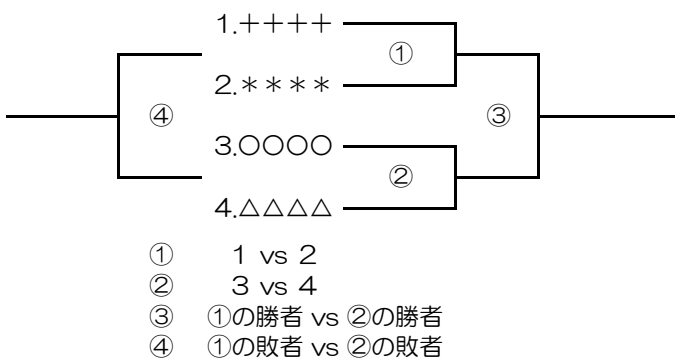 1.++++
①
2.****
④
③
3.○○○○
②
4.△△△△
① 1 vs 2
② 3 vs 4
③ ①の勝者 vs ②の勝者
④ ①の敗者 vs ②の敗者